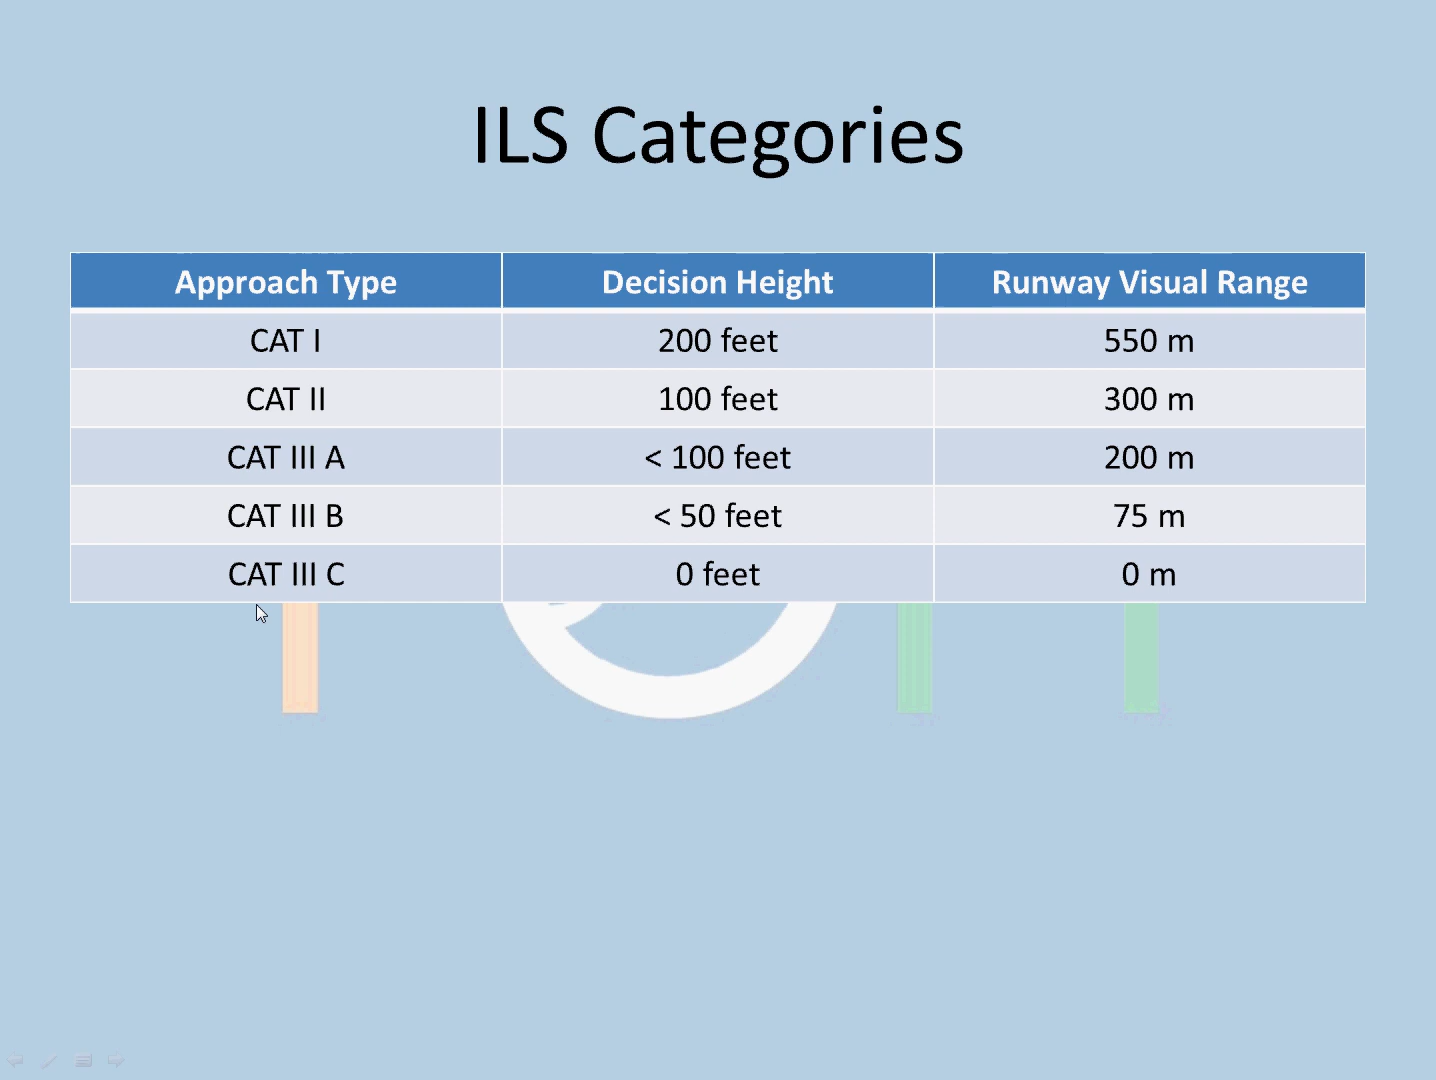 ILS Categories
Approach Type Decision Height Runway Visual Range
CAT I 200 feet 550 m
CAT II 100 feet 300 m
CAT III A < 100 feet 200 m
CAT III B < 50 feet 75 m
CAT III C 0 feet 0 m